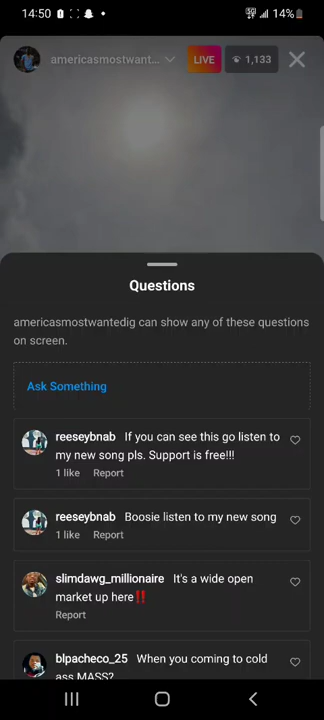 14:50
5G
14%
americasmostwant...
LIVE
1,133
Questions
americasmostwantedig can show any of these questions
on screen.
Ask Something
reeseybnab If you can see this go listen to
my new song pls. Support is free!!!
1 like Report
reeseybnab Boosie listen to my new song
1 like Report
slimdawg_millionaire It's a wide open
market up here‼️
Report
blpacheco_25 When you coming to cold
ass MASS?